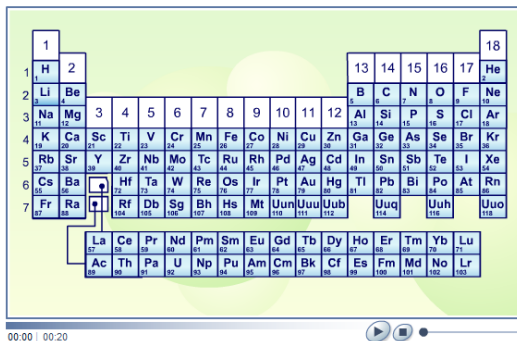 1 18
1 H 2 13 14 15 16 17 He
1 2
2 Li Be B C N O F Ne
3 4 5 6 7 8 9 10
3 Na Mg 3 4 5 6 7 8 9 10 11 12 Al Si P S Cl Ar
11 12 13 14 15 16 17 18
4 K Ca Sc Ti V Cr Mn Fe Co Ni Cu Zn Ga Ge As Se Br Kr
19 20 21 22 23 24 25 26 27 28 29 30 31 32 33 34 35 36
5 Rb Sr Y Zr Nb Mo Tc Ru Rh Pd Ag Cd In Sn Sb Te I Xe
37 38 39 40 41 42 43 44 45 46 47 48 49 50 51 52 53 54
6 Cs Ba Hf Ta W Re Os Ir Pt Au Hg Tl Pb Bi Po At Rn
55 56 72 73 74 75 76 77 78 79 80 81 82 83 84 85 86
7 Fr Ra Rf Db Sg Bh Hs Mt Uun Uuu Uub Uuq Uuh Uuo
87 88 104 105 106 107 108 109 110 111 112 114 116 118
La Ce Pr Nd Pm Sm Eu Gd Tb Dy Ho Er Tm Yb Lu
57 58 59 60 61 62 63 64 65 66 67 68 69 70 71
Ac Th Pa U Np Pu Am Cm Bk Cf Es Fm Md No Lr
89 90 91 92 93 94 95 96 97 98 99 100 101 102 103
00:00 | 00:20